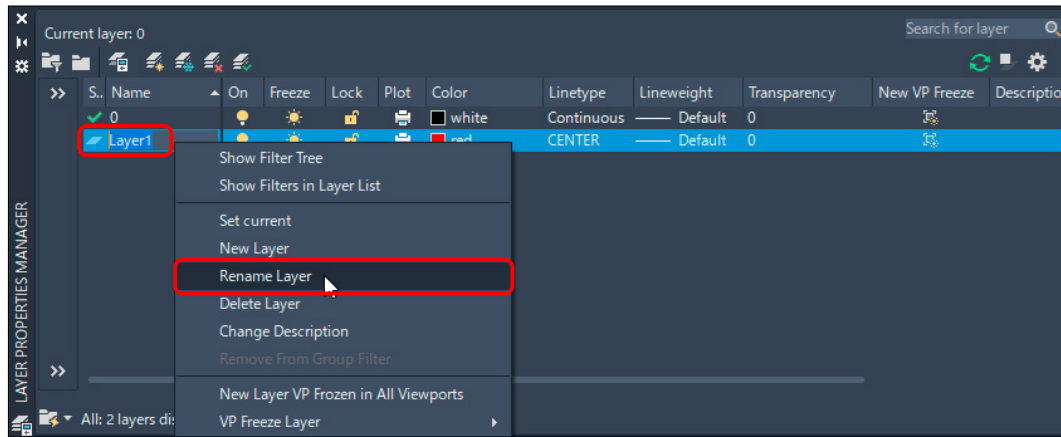 Current layer: 0
Search for layer
S.. Name On Freeze Lock Plot Color Linetype Lineweight Transparency New VP Freeze Descriptio
0 white Continuous Default 0
Layer1 red CENTER Default 0
Show Filter Tree
Show Filters in Layer List
Set current
New Layer
Rename Layer
Delete Layer
Change Description
Remove From Group Filter
New Layer VP Frozen in All Viewports
VP Freeze Layer
All: 2 layers dis
LAYER PROPERTIES MANAGER